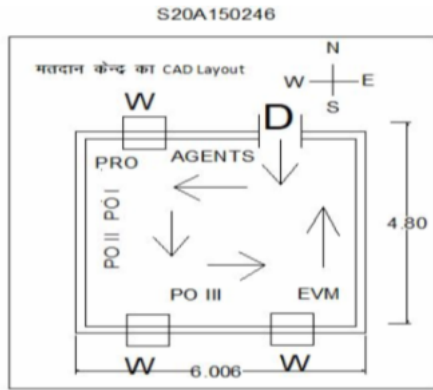 S20A150246
मतदान केन्द्र का CAD Layout
N
W E
S
W
D
PRO
AGENTS
PO II PO I
4.80
PO III
EVM
W
W
6.006